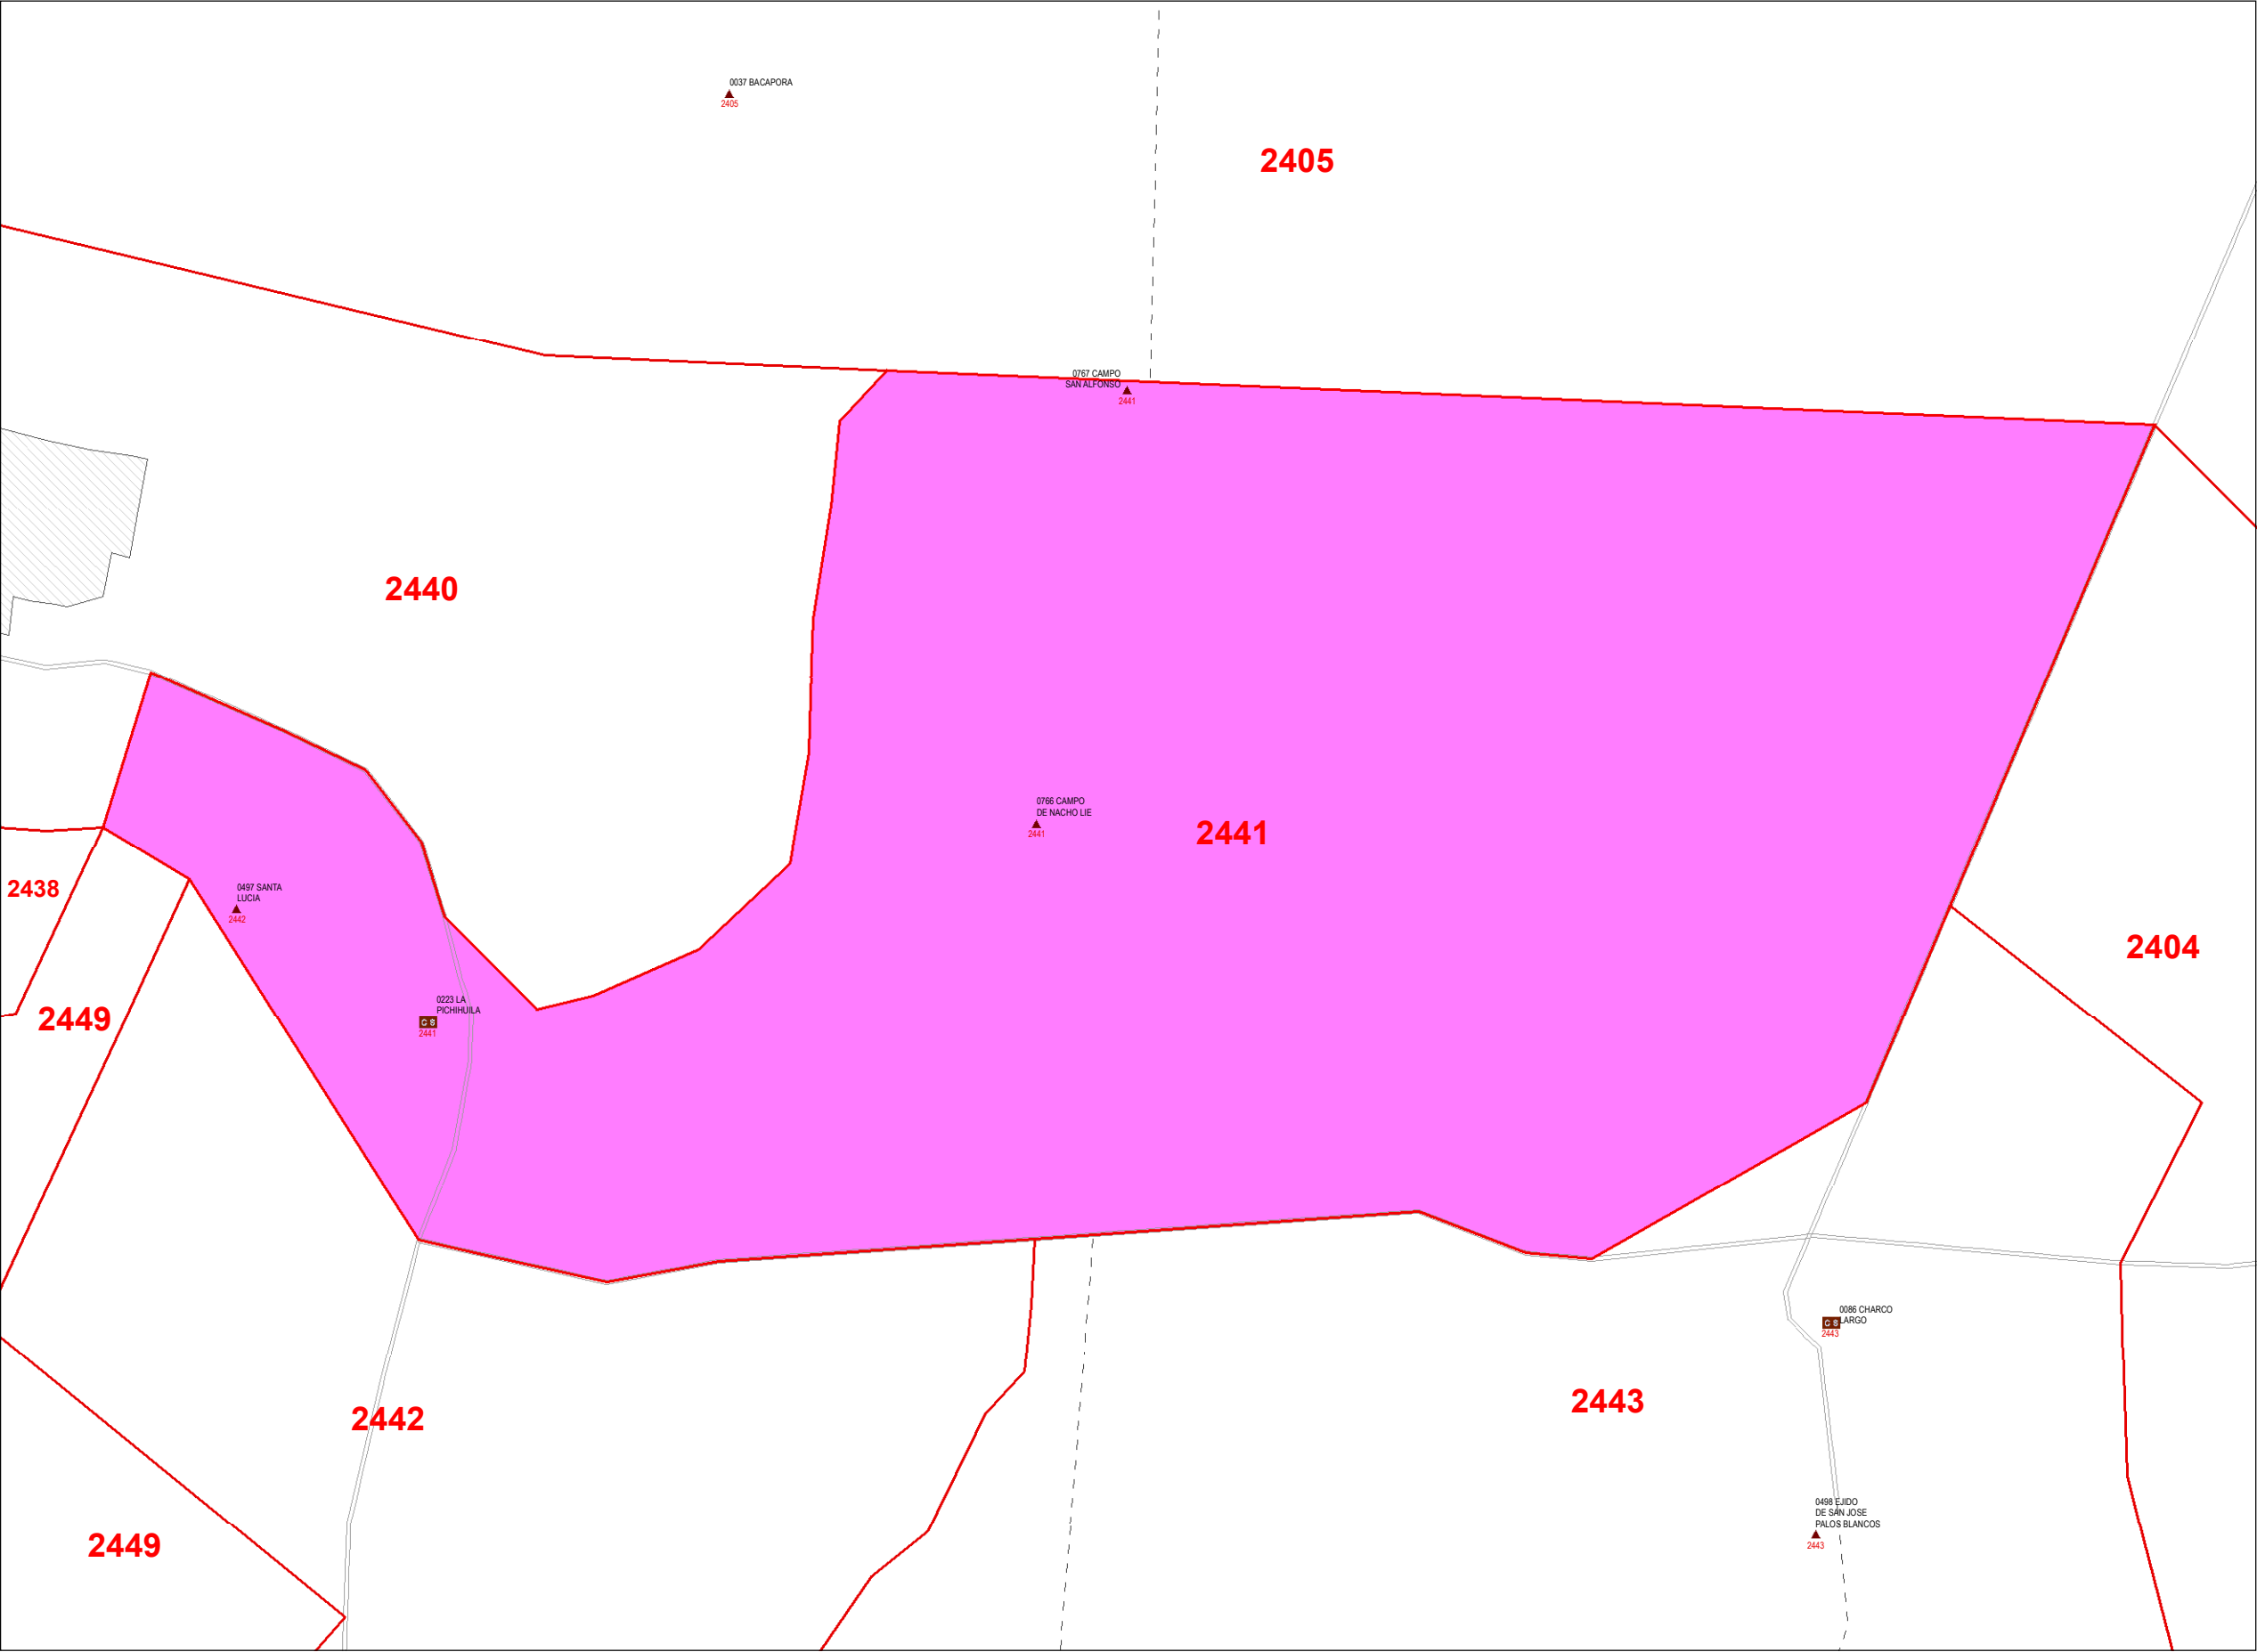 0037 BACAPORA
2405
2405
0767 CAMPO
SAN ALFONSO
2441
2440
0766 CAMPO
DE NACHO LIE
2441
2441
0497 SANTA
LUCIA
2442
2438
2404
0223 LA
PICHIHUILA
C S
2441
2449
0086 CHARCO
LARGO
C S
2443
2442
2443
0498 EJIDO
DE SAN JOSE
PALOS BLANCOS
2443
2449